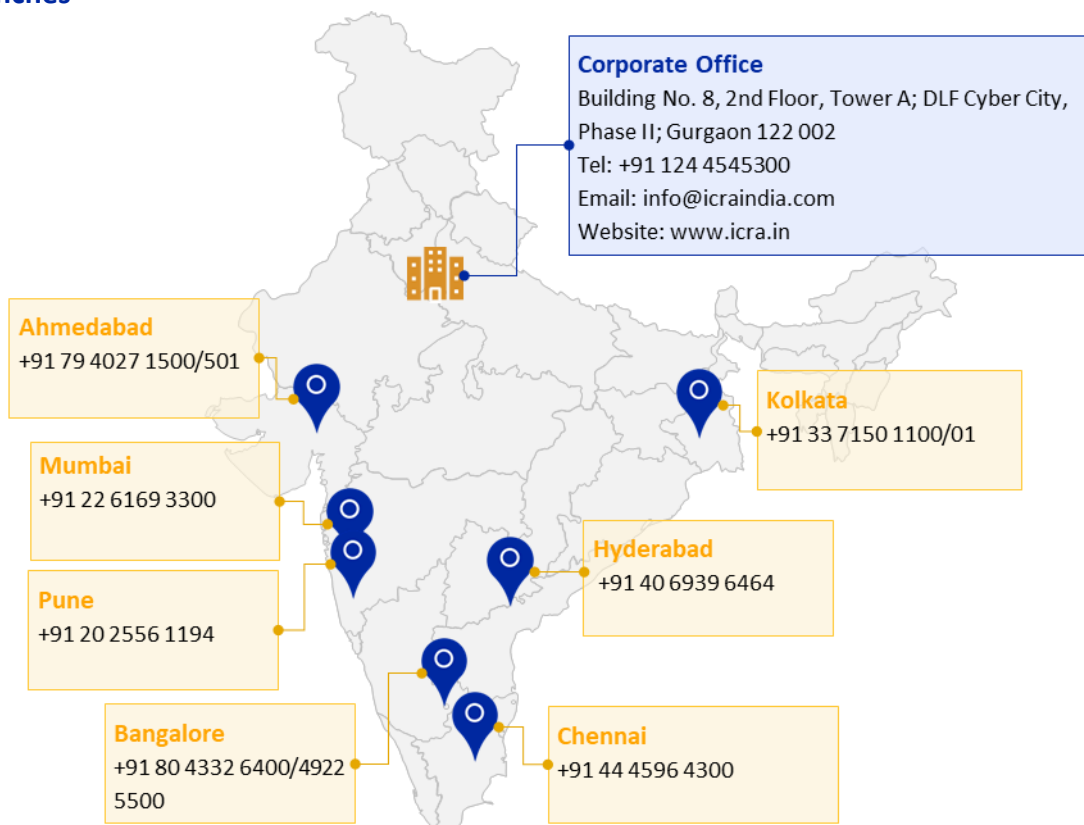 Corporate Office
Building No. 8, 2nd Floor, Tower A; DLF Cyber City,
Phase II; Gurgaon 122 002
Tel: +91 124 4545300
Email: info@icraindia.com
Website: www.icra.in
Ahmedabad
+91 79 4027 1500/501
Kolkata
+91 33 7150 1100/01
Mumbai
+91 22 6169 3300
Hyderabad
+91 40 6939 6464
Pune
+91 20 2556 1194
Bangalore
+91 80 4332 6400/4922
5500
Chennai
+91 44 4596 4300